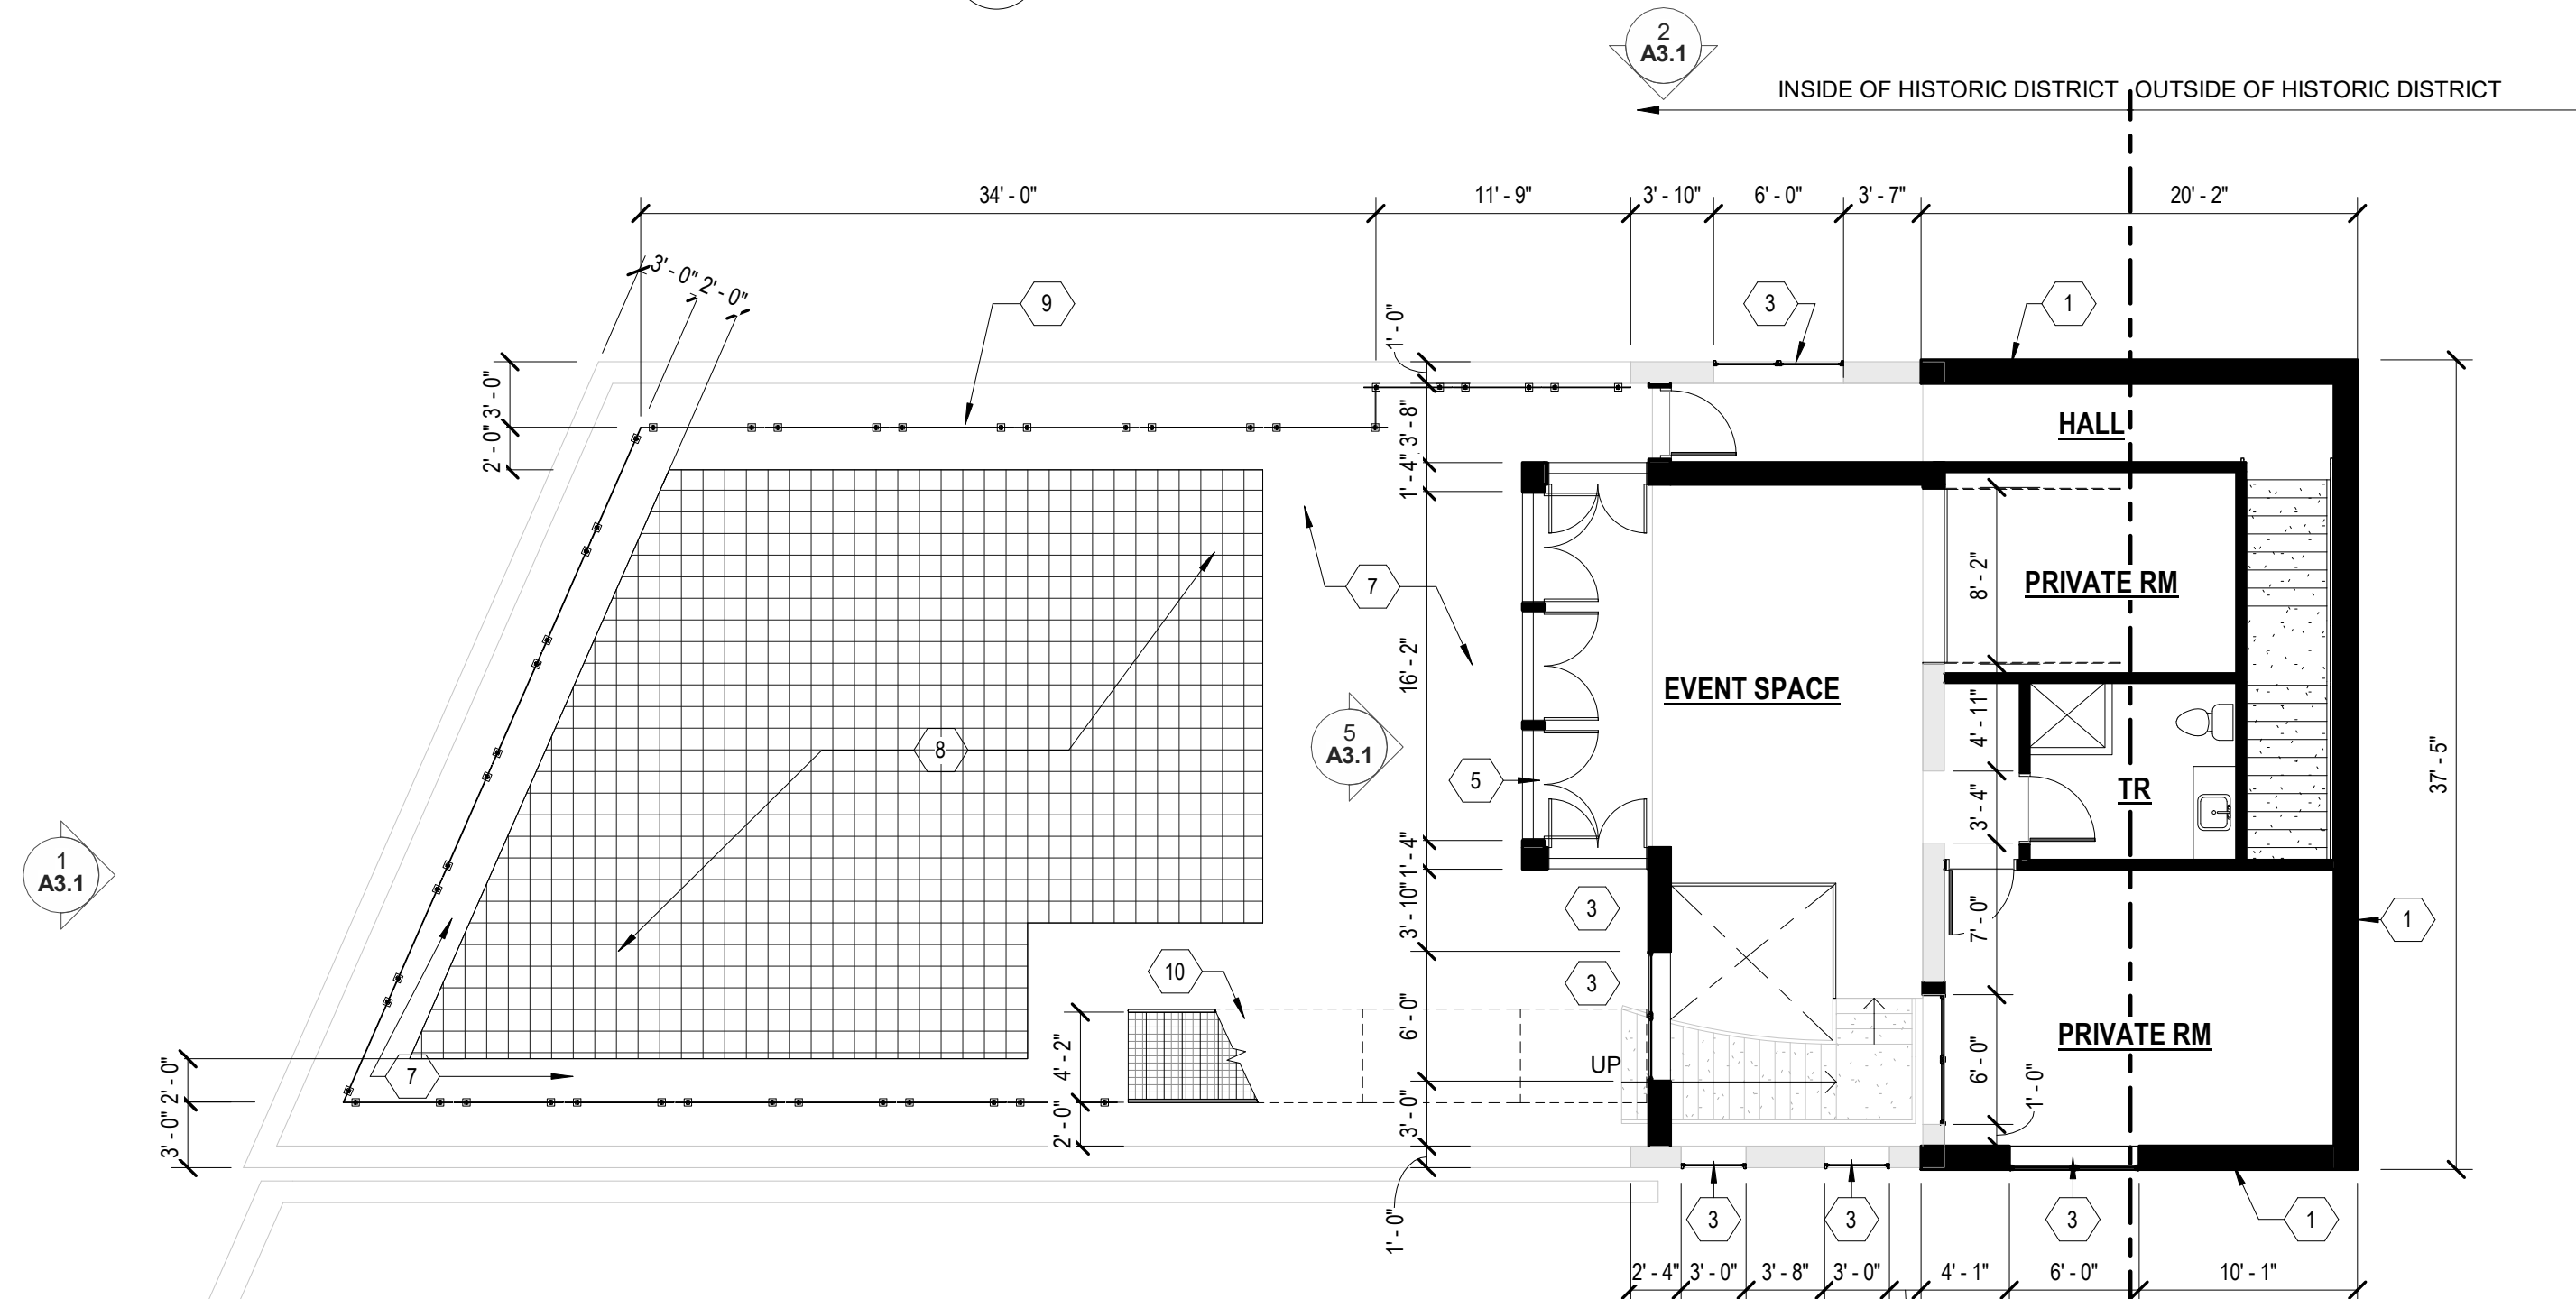 2
A3.1
INSIDE OF HISTORIC DISTRICT
OUTSIDE OF HISTORIC DISTRICT
34' - 0"
11' - 9"
3' - 10"
6' - 0"
3' - 7"
20' - 2"
3' - 0"
2' - 0"
9
3
1
1' - 0"
3' - 0"
2' - 0"
3' - 8"
1' - 4"
HALL
7
8' - 2"
PRIVATE RM
16' - 2"
EVENT SPACE
4' - 11"
5
A3.1
8
5
TR
3' - 4"
37' - 5"
1
A3.1
1' - 4"
3' - 10"
3
7' - 0"
1
10
3
6' - 0"
4' - 2"
UP
PRIVATE RM
6' - 0"
1' - 0"
7
2' - 0"
3' - 0"
2' - 0"
3' - 0"
1' - 0"
3
3
3
1
2' - 4"
3' - 0"
3' - 8"
3' - 0"
4' - 1"
6' - 0"
10' - 1"